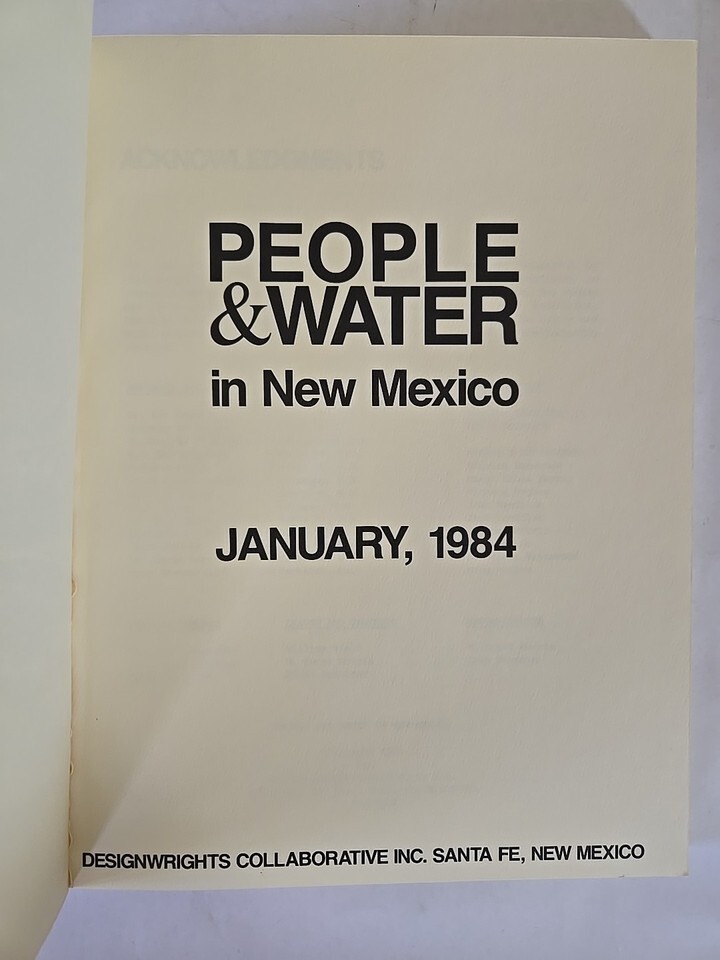 PEOPLE
&WATER
in New Mexico
JANUARY, 1984
DESIGNWRIGHTS COLLABORATIVE INC. SANTA FE, NEW MEXICO